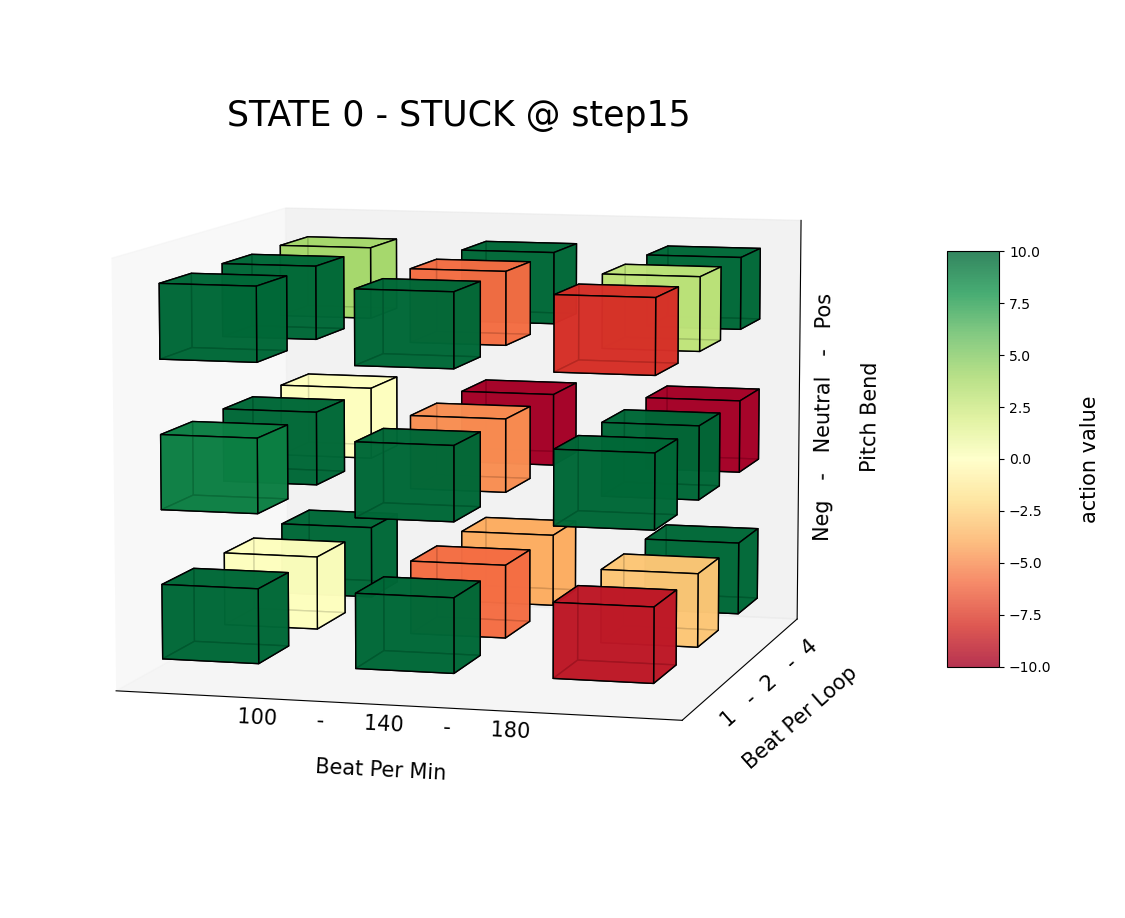 STATE 0 - STUCK @ step15
Neg - Neutral - Pos
Pitch Bend
1 - 2 - 4
Beat Per Loop
100 - 140 - 180
Beat Per Min
10.0
7.5
5.0
2.5
0.0
−2.5
−5.0
−7.5
−10.0
action value